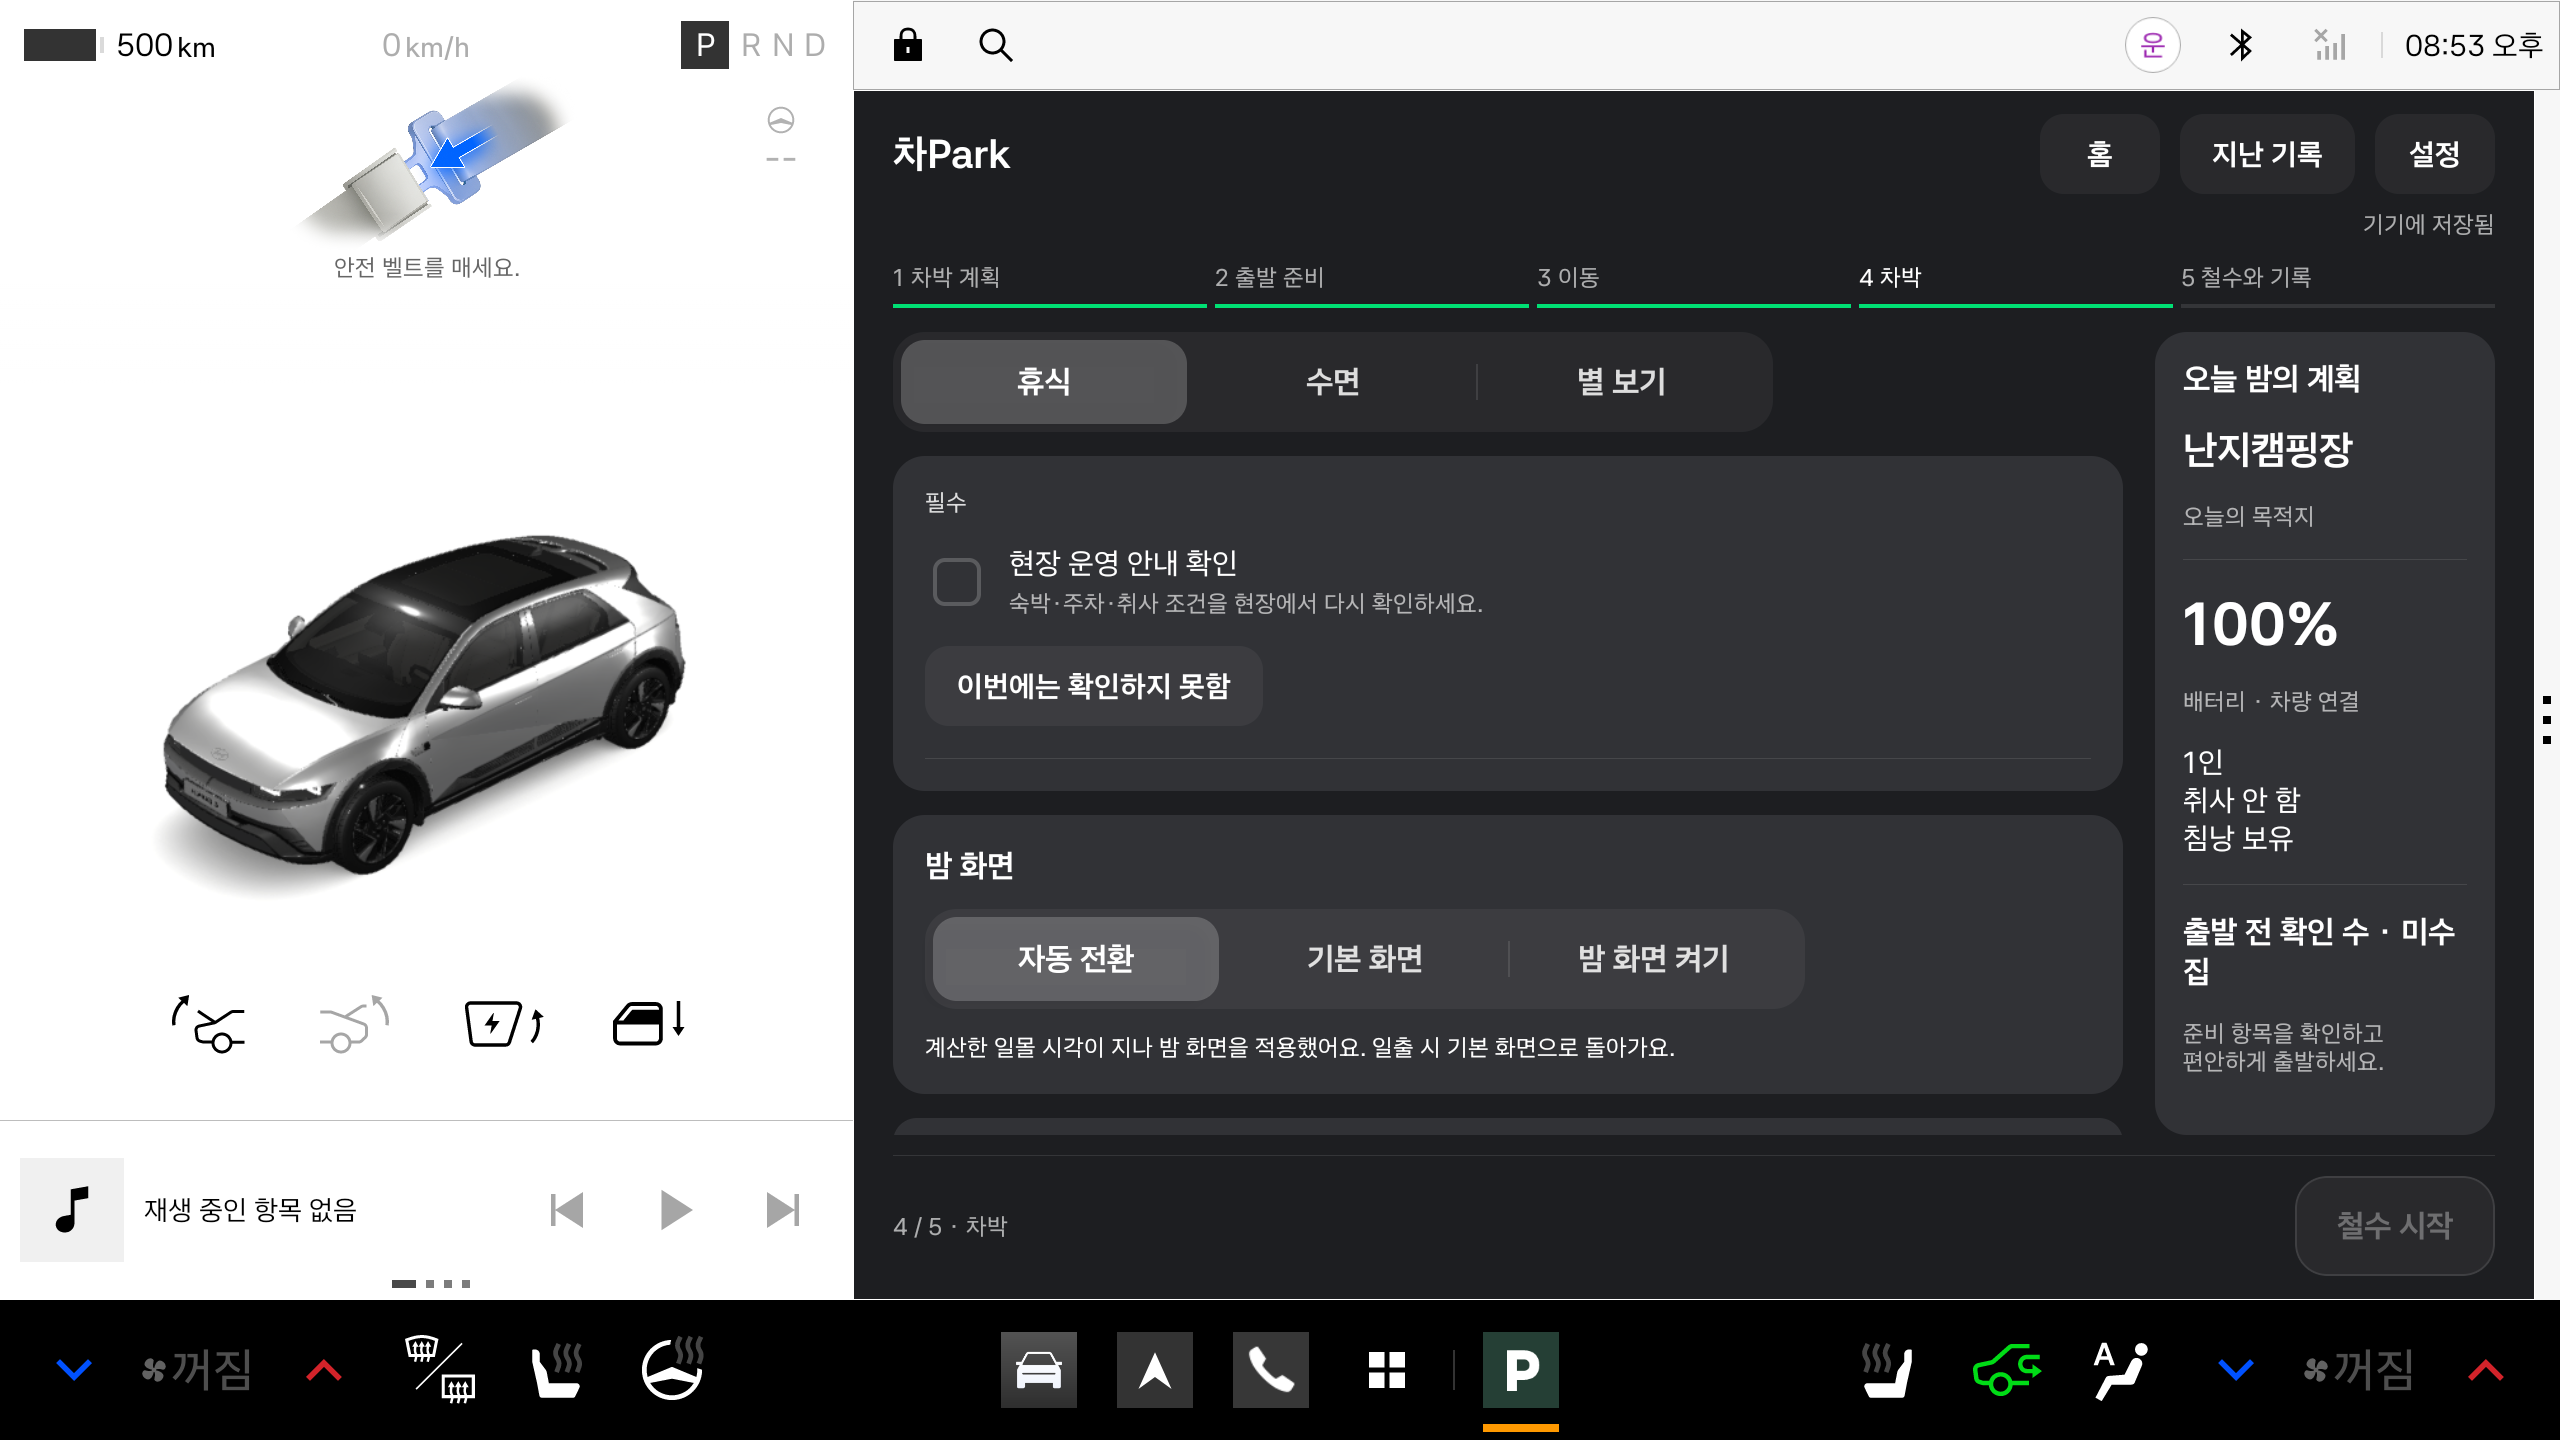 500 km
0 km/h
P R N D
운
08:53 오후
안전 벨트를 매세요.
차Park
홈
지난 기록
설정
기기에 저장됨
1 차박 계획
2 출발 준비
3 이동
4 차박
5 철수와 기록
휴식
수면
별 보기
필수
현장 운영 안내 확인
숙박·주차·취사 조건을 현장에서 다시 확인하세요.
이번에는 확인하지 못함
밤 화면
자동 전환
기본 화면
밤 화면 켜기
계산한 일몰 시각이 지나 밤 화면을 적용했어요. 일출 시 기본 화면으로 돌아가요.
오늘 밤의 계획
난지캠핑장
오늘의 목적지
100%
배터리 · 차량 연결
1인
취사 안 함
침낭 보유
출발 전 확인 수 · 미수
집
준비 항목을 확인하고
편안하게 출발하세요.
4 / 5 · 차박
철수 시작
재생 중인 항목 없음
꺼짐
P
A
꺼짐